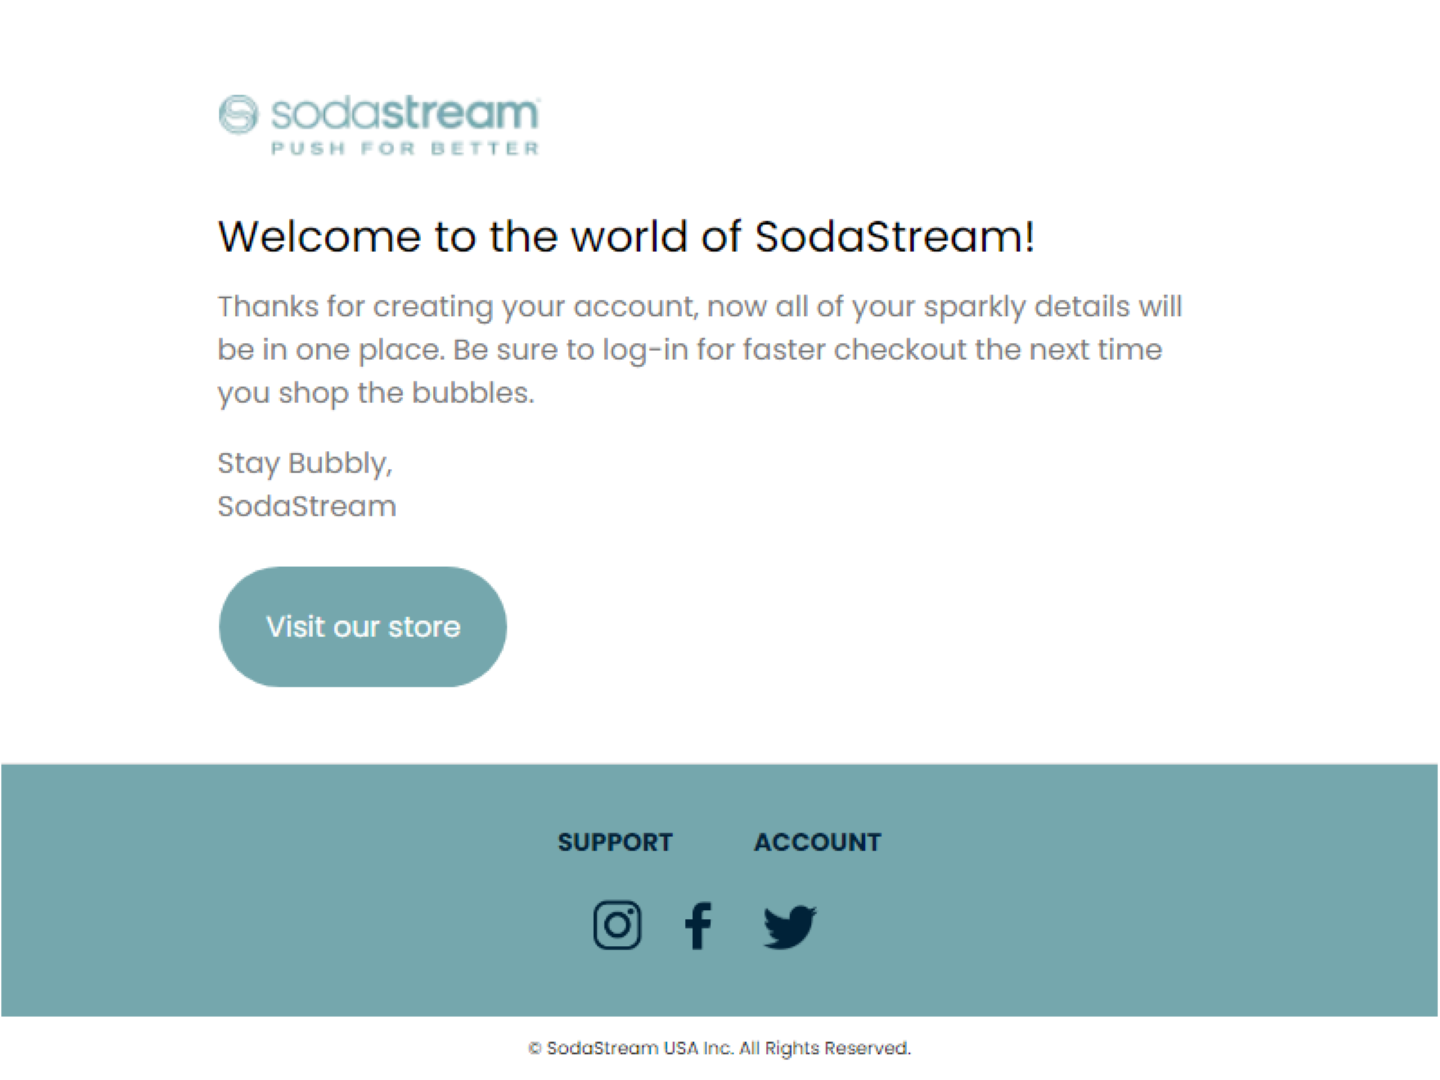 sodastream
PUSH FOR BETTER
Welcome to the world of SodaStream!
Thanks for creating your account, now all of your sparkly details will
be in one place. Be sure to log-in for faster checkout the next time
you shop the bubbles.
Stay Bubbly,
SodaStream
Visit our store
SUPPORT ACCOUNT
© SodaStream USA Inc. All Rights Reserved.